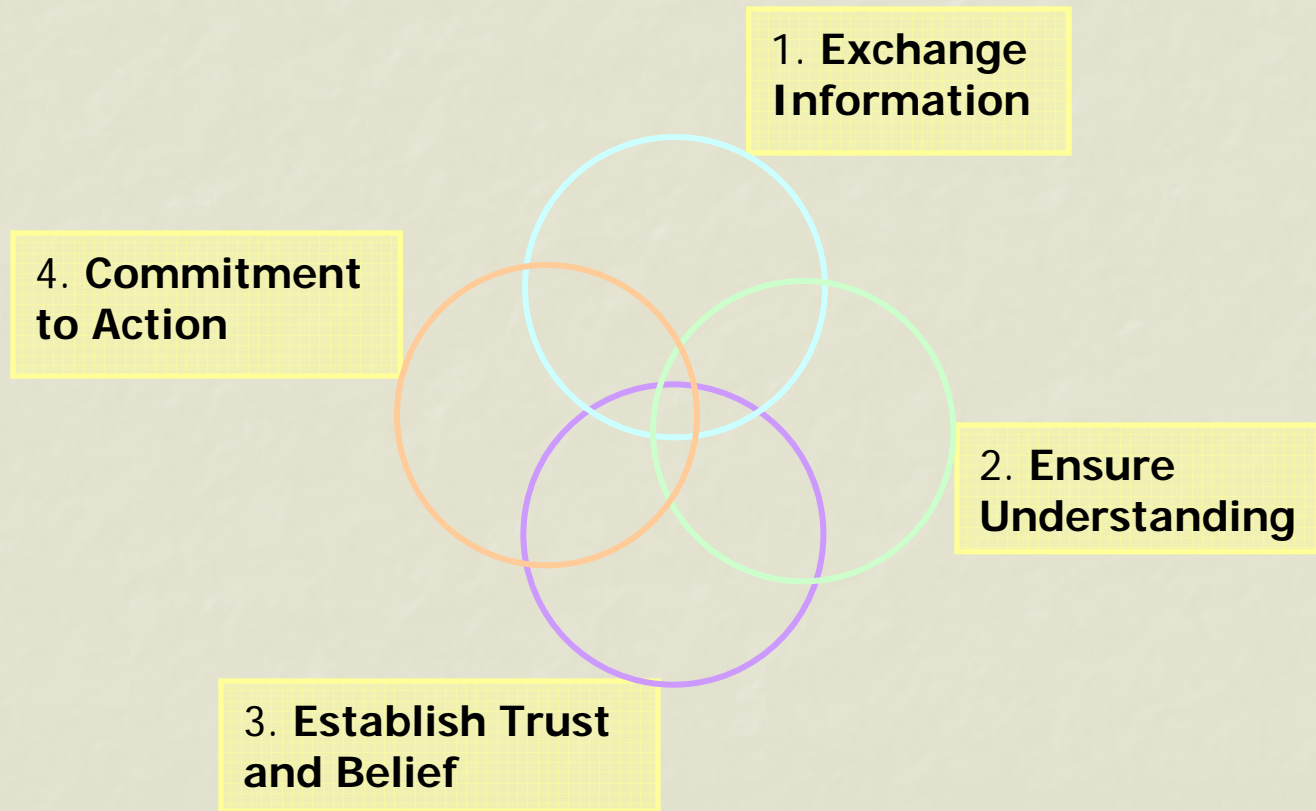 1. Exchange
Information
2. Ensure
Understanding
3. Establish Trust
and Belief
4. Commitment
to Action